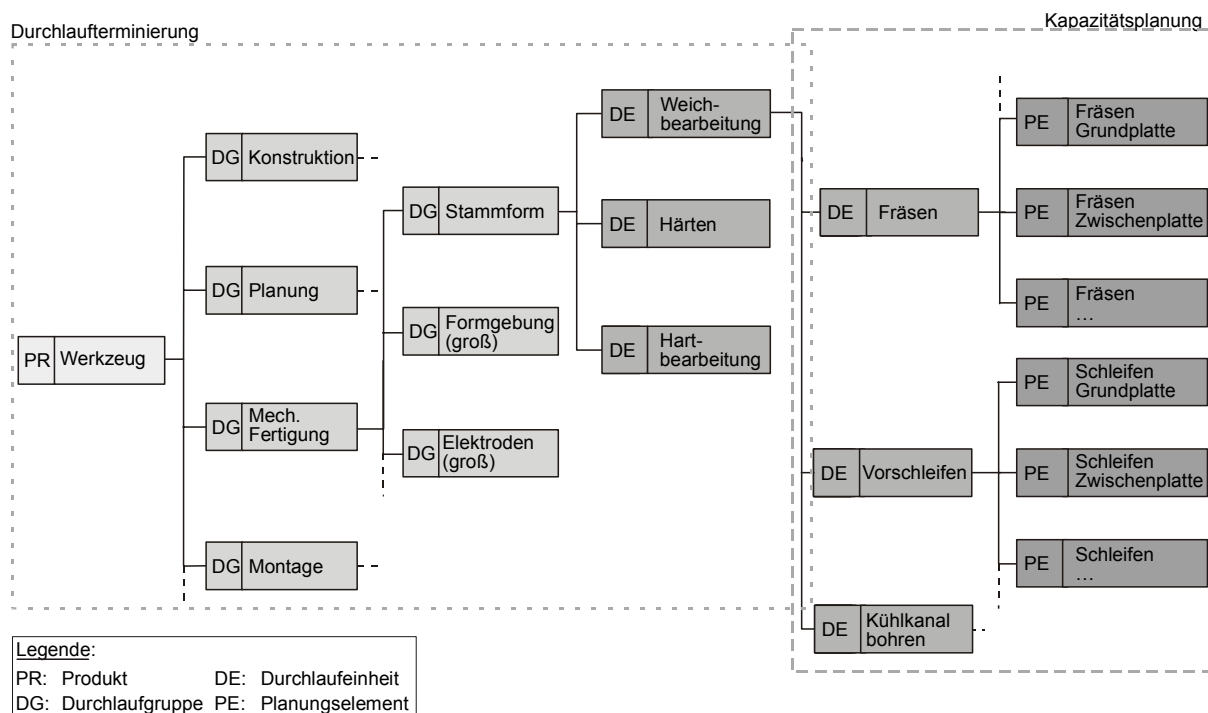 Durchlaufterminierung
Kapazitätsplanung
PR Werkzeug
DG Konstruktion
DG Planung
DG Mech.
Fertigung
DG Montage
DG Stammform
DG Formgebung
(groß)
DG Elektroden
(groß)
DE Weich-
bearbeitung
DE Härten
DE Hart-
bearbeitung
DE Fräsen
DE Vorschleifen
DE Kühlkanal
bohren
PE Fräsen
Grundplatte
PE Fräsen
Zwischenplatte
PE Fräsen
…
PE Schleifen
Grundplatte
PE Schleifen
Zwischenplatte
PE Schleifen
…
Legende:
PR: Produkt DE: Durchlaufeinheit
DG: Durchlaufgruppe PE: Planungselement